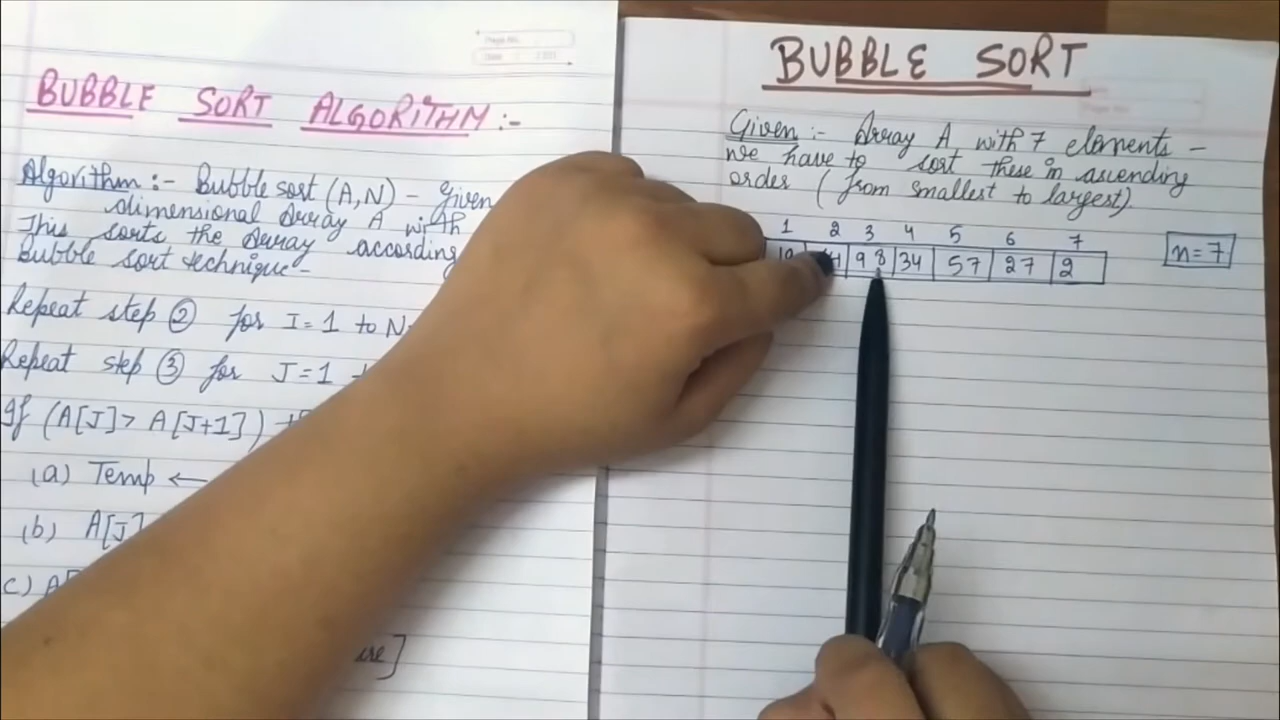 BUBBLE SORT ALGORITHM :-
Algorithm :- Bubble sort (A,N) - Given
dimensional Array A with
This sorts the Array according
Bubble sort technique -
Repeat step ② for I = 1 to N-
Repeat step ③ for J = 1
If (A[J] > A[J+1])
(a) Temp ←
(b) A[J]
c)
BUBBLE SORT
Given :- Array A with 7 elements -
we have to sort these in ascending
order (from smallest to largest)
1 2 3 4 5 6 7
98 34 57 27 2
n=7